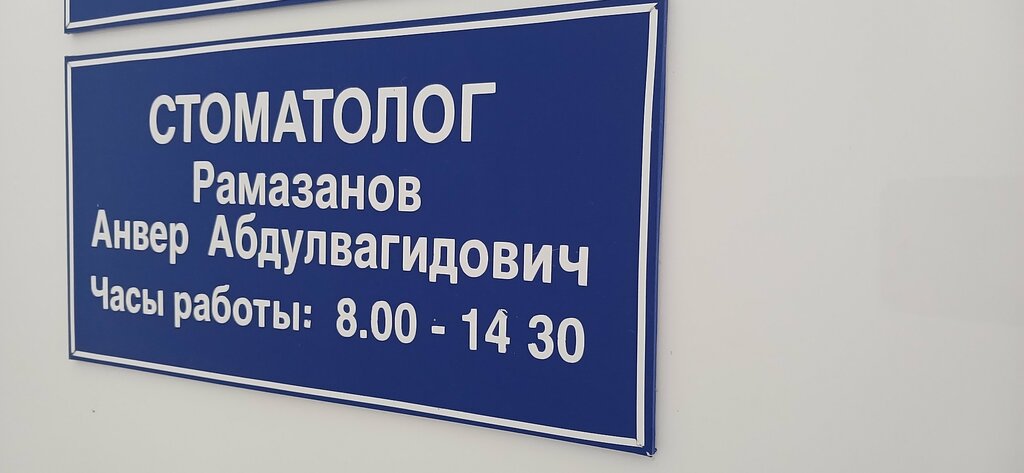 СТОМАТОЛОГ
Рамазанов
Анвер Абдулвагидович
Часы работы: 8.00 - 14 30